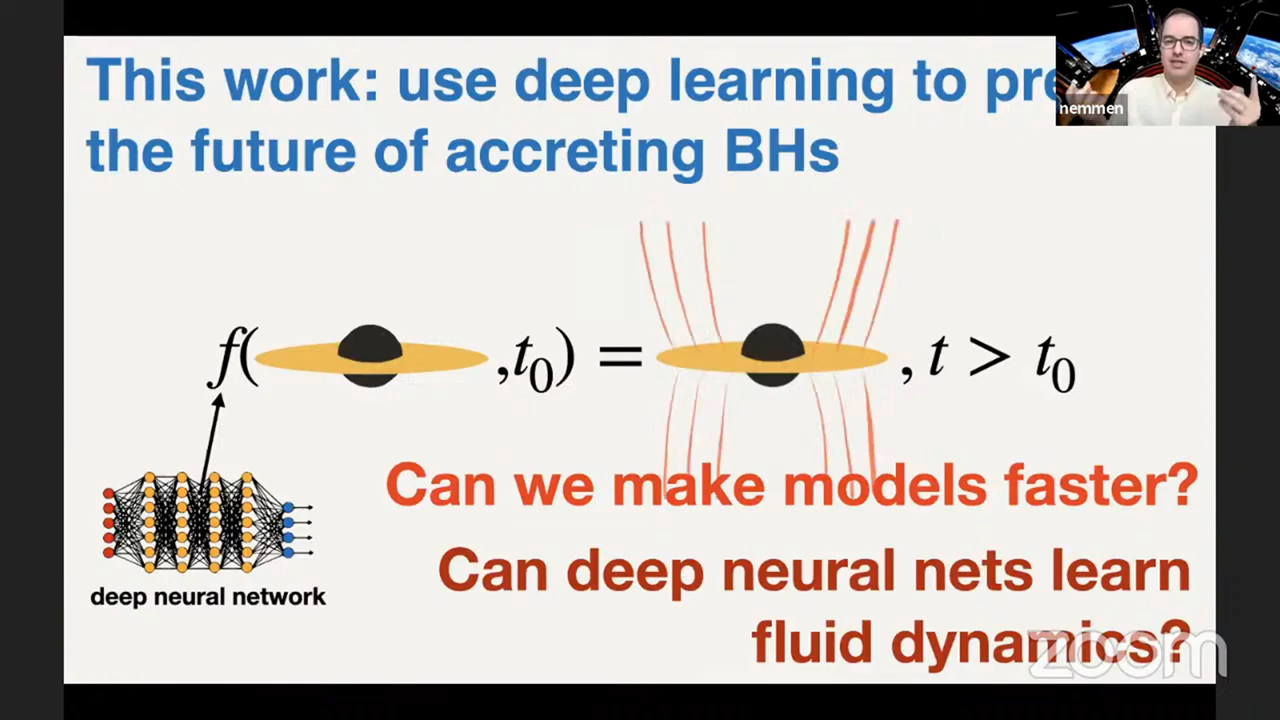 This work: use deep learning to pre
the future of accreting BHs
nemmen
f( ,t0) = , t > t0
Can we make models faster?
Can deep neural nets learn
fluid dynamics?
deep neural network
zoom